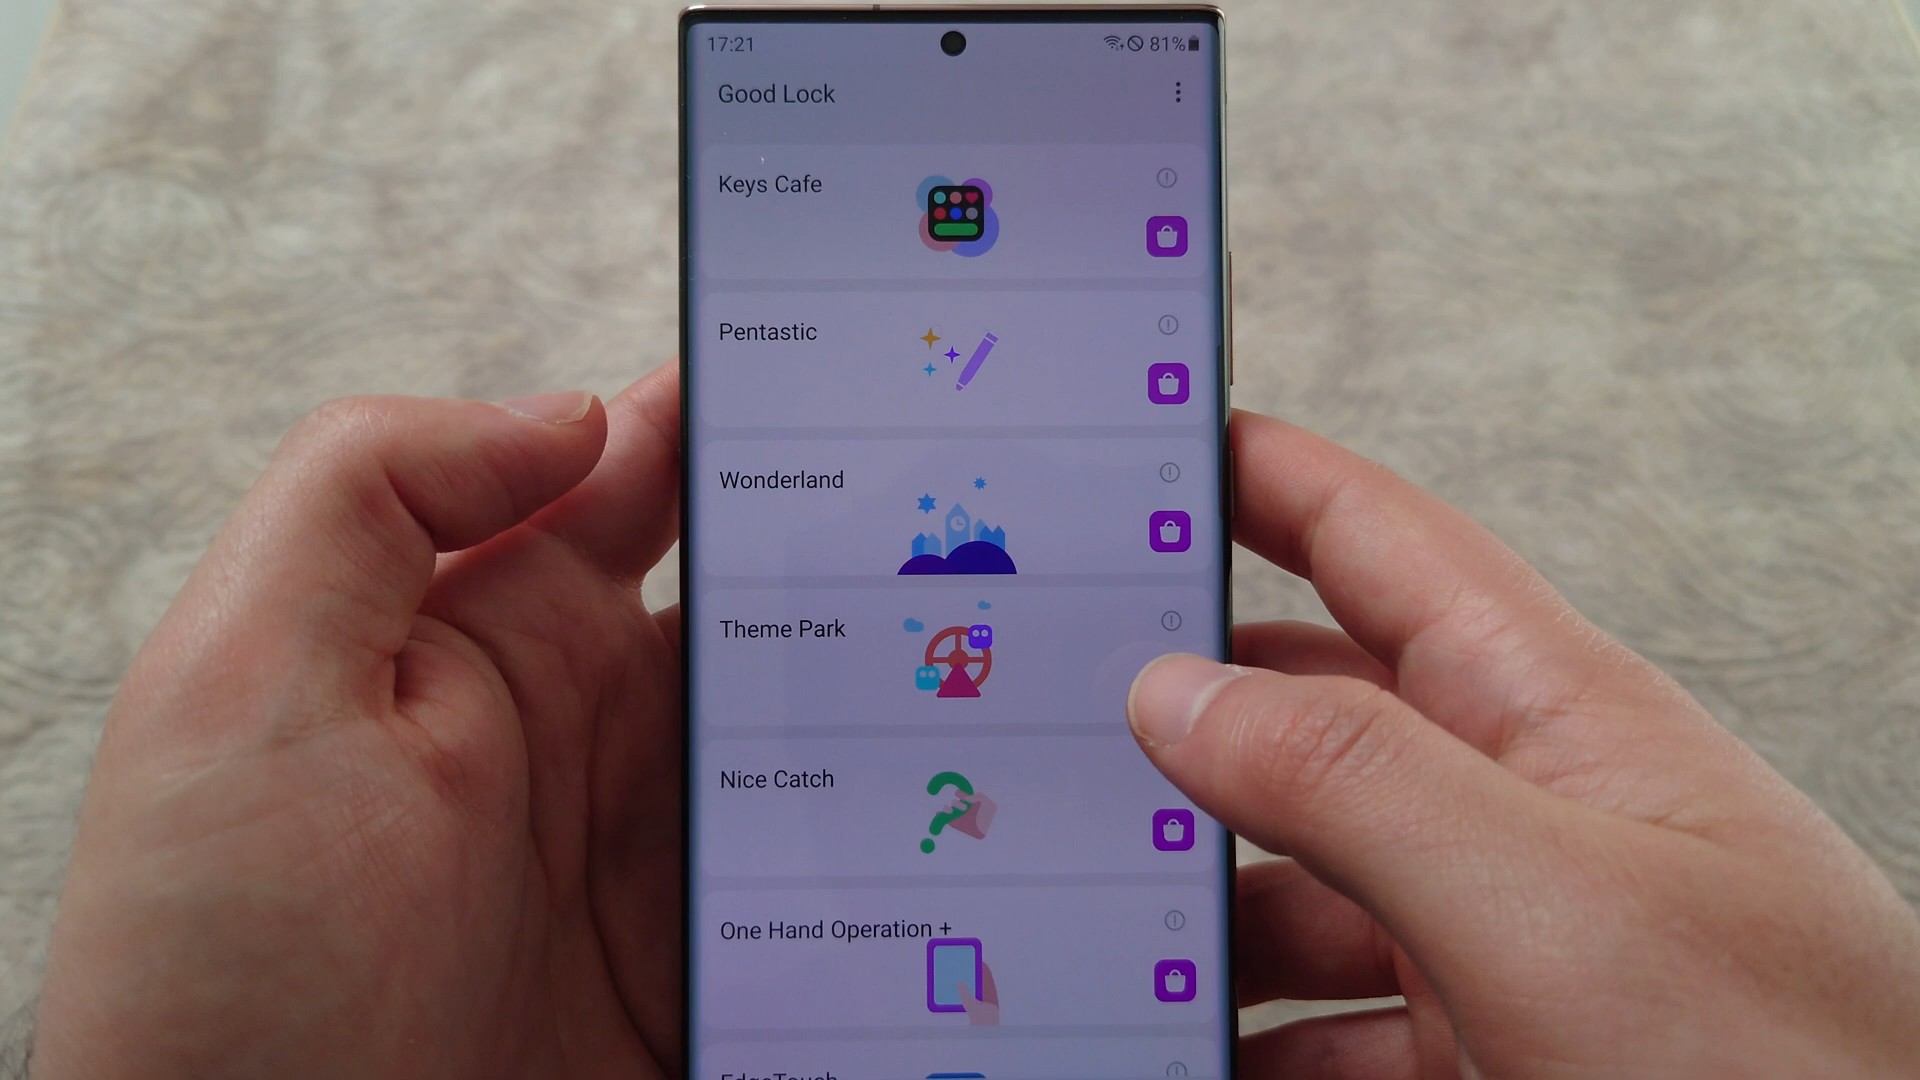 17:21
81%
Good Lock
Keys Cafe
Pentastic
Wonderland
Theme Park
Nice Catch
One Hand Operation +
EdgeTouch